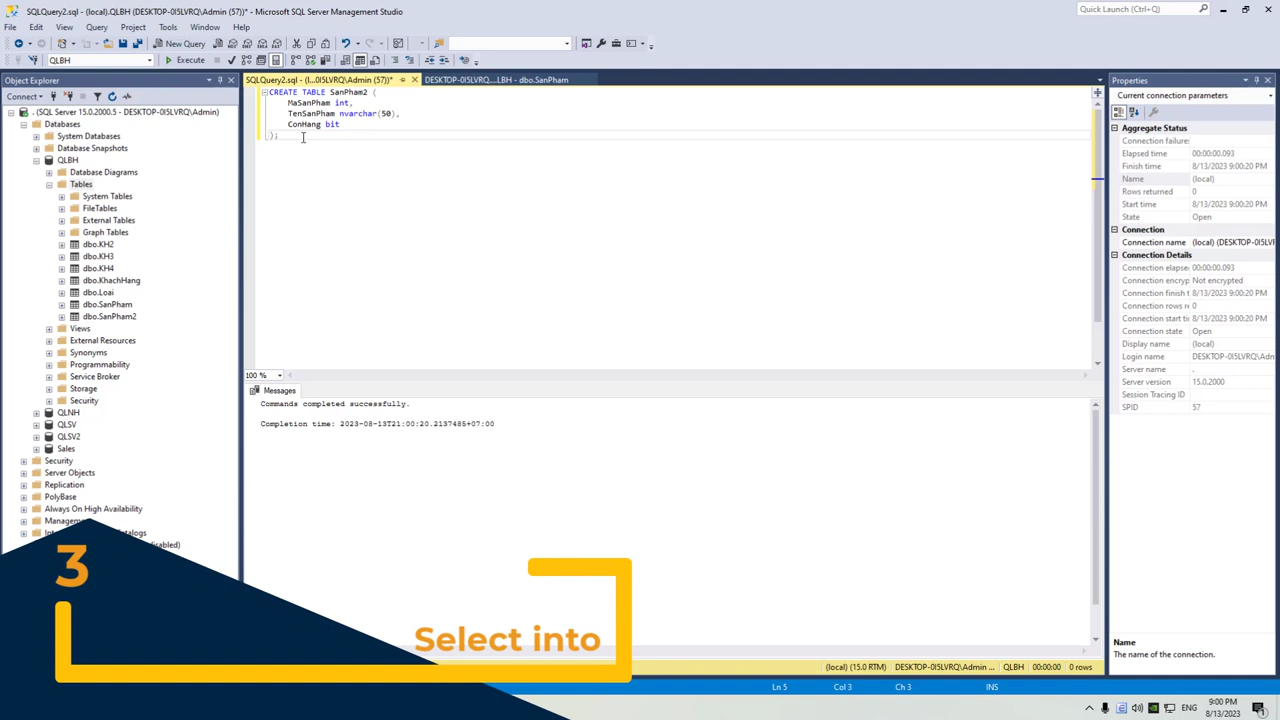 SQLQuery2.sql - (local).QLBH (DESKTOP-0I5LVRQ\Admin (57))* - Microsoft SQL Server Management Studio
Quick Launch (Ctrl+Q)
File Edit View Query Project Tools Window Help
New Query
QLBH
Execute
Object Explorer
SQLQuery2.sql - (l...0I5LVRQ\Admin (57))*
DESKTOP-0I5LVRQ....LBH - dbo.SanPham
Properties
Connect
. (SQL Server 15.0.2000.5 - DESKTOP-0I5LVRQ\Admin)
Databases
System Databases
Database Snapshots
QLBH
Database Diagrams
Tables
System Tables
FileTables
External Tables
Graph Tables
dbo.KH2
dbo.KH3
dbo.KH4
dbo.KhachHang
dbo.Loai
dbo.SanPham
dbo.SanPham2
Views
External Resources
Synonyms
Programmability
Service Broker
Storage
Security
QLNH
QLSV
QLSV2
Sales
Security
Server Objects
Replication
PolyBase
Always On High Availability
CREATE TABLE SanPham2 (
MaSanPham int,
TenSanPham nvarchar(50),
ConHang bit
);
100 %
Messages
Commands completed successfully.
Completion time: 2023-08-13T21:00:20.2137485+07:00
Current connection parameters
Aggregate Status
Connection failures
Elapsed time 00:00:00.093
Finish time 8/13/2023 9:00:20 PM
Name (local)
Rows returned 0
Start time 8/13/2023 9:00:20 PM
State Open
Connection
Connection name (local) (DESKTOP-0I5LVR
Connection Details
Connection elapse 00:00:00.093
Connection encryp Not encrypted
Connection finish t 8/13/2023 9:00:20 PM
Connection rows re 0
Connection start tir 8/13/2023 9:00:20 PM
Connection state Open
Display name (local)
Login name DESKTOP-0I5LVRQ\Adm
Server name .
Server version 15.0.2000
Session Tracing ID
SPID 57
Name
The name of the connection.
3
Select into
(local) (15.0 RTM) DESKTOP-0I5LVRQ\Admin ... QLBH 00:00:00 0 rows
Ln 5 Col 3 Ch 3 INS
ENG
9:00 PM
8/13/2023